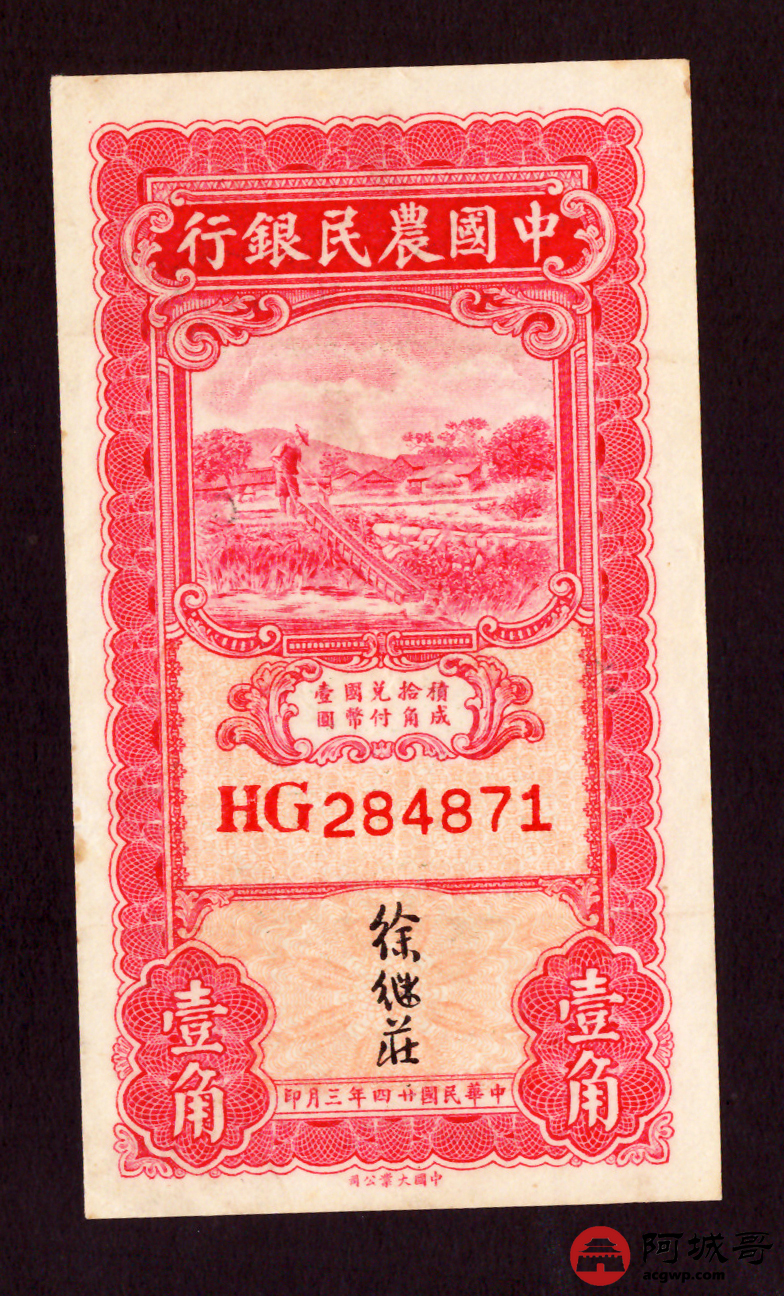 中國農民銀行
積拾兌國壹
成角付幣圓
HG284871
徐继莊
壹角
壹角
中華民國廿四年三月印
中國大業公司
阿城哥
acgwp.com